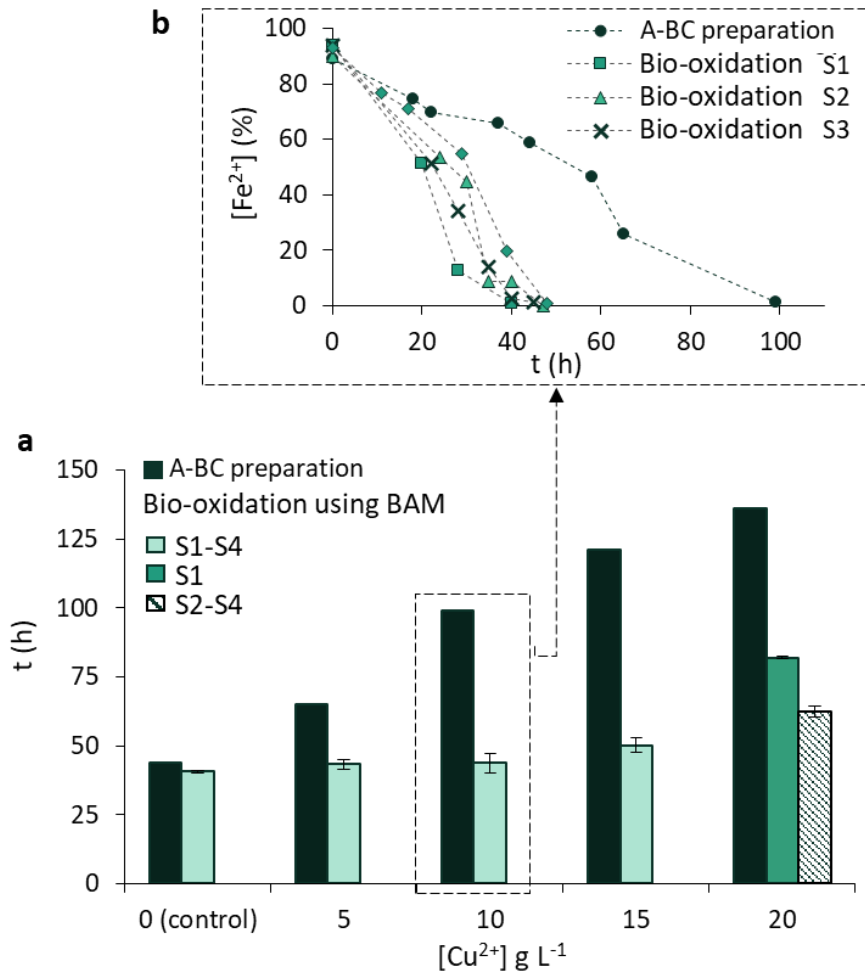 b
A-BC preparation
Bio-oxidation S1
Bio-oxidation S2
Bio-oxidation S3
[Fe²⁺] (%)
100
80
60
40
20
0
0 20 40 60 80 100
t (h)
a
A-BC preparation
Bio-oxidation using BAM
S1-S4
S1
S2-S4
t (h)
150
125
100
75
50
25
0
0 (control) 5 10 15 20
[Cu²⁺] g L⁻¹